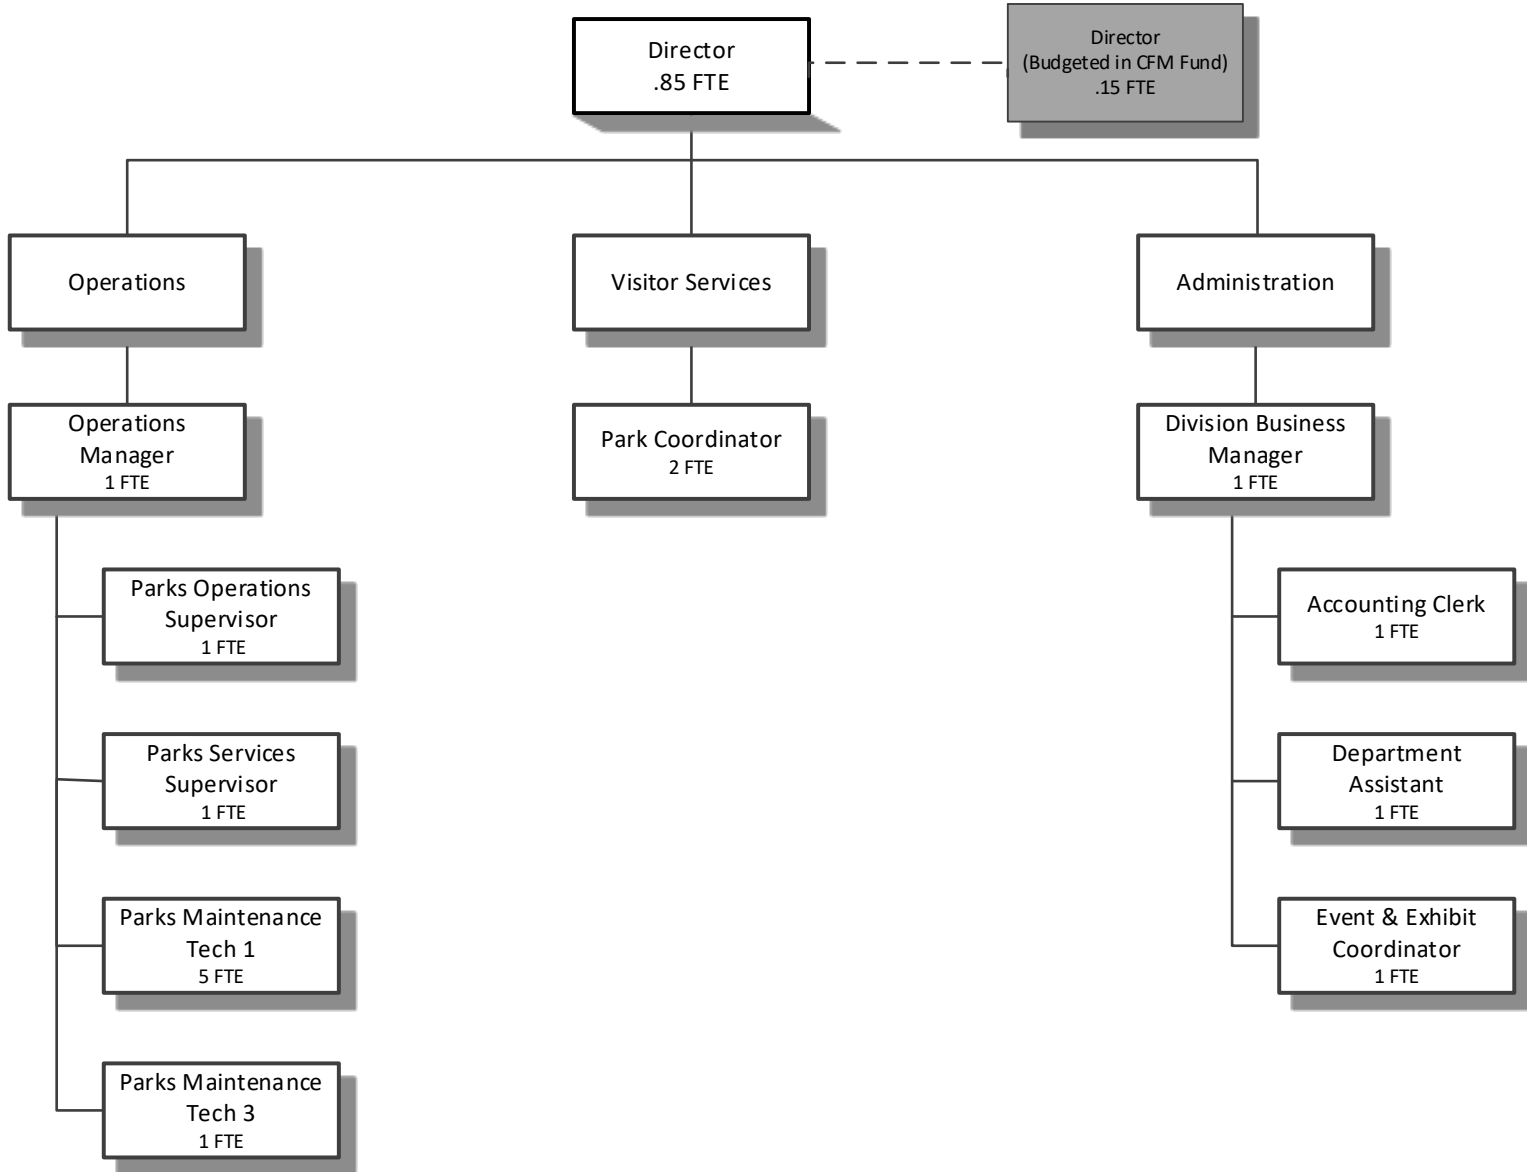 Director
.85 FTE
Director
(Budgeted in CFM Fund)
.15 FTE
Operations
Visitor Services
Administration
Operations
Manager
1 FTE
Park Coordinator
2 FTE
Division Business
Manager
1 FTE
Parks Operations
Supervisor
1 FTE
Accounting Clerk
1 FTE
Parks Services
Supervisor
1 FTE
Department
Assistant
1 FTE
Parks Maintenance
Tech 1
5 FTE
Event & Exhibit
Coordinator
1 FTE
Parks Maintenance
Tech 3
1 FTE